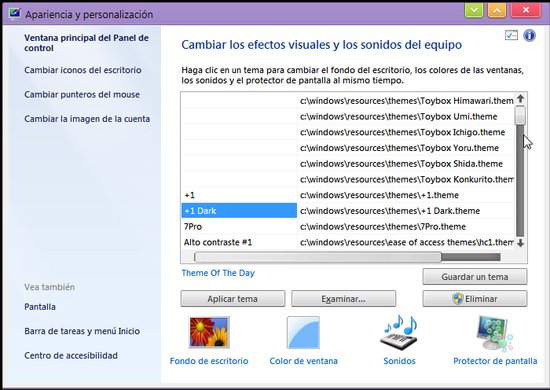 Apariencia y personalización
Ventana principal del Panel de
control
Cambiar iconos del escritorio
Cambiar punteros del mouse
Cambiar la imagen de la cuenta
Cambiar los efectos visuales y los sonidos del equipo
Haga clic en un tema para cambiar el fondo del escritorio, los colores de las ventanas,
los sonidos y el protector de pantalla al mismo tiempo.
c:\windows\resources\themes\Toybox Himawari.them
c:\windows\resources\themes\Toybox Umi.theme
c:\windows\resources\themes\Toybox Ichigo.theme
c:\windows\resources\themes\Toybox Yoru.theme
c:\windows\resources\themes\Toybox Shida.theme
c:\windows\resources\themes\Toybox Konkurito.theme
+1 c:\windows\resources\themes\+1.theme
+1 Dark c:\windows\resources\themes\+1 Dark.theme
7Pro c:\windows\resources\themes\7Pro.theme
Alto contraste #1 c:\windows\resources\ease of access themes\hc1.them
Theme Of The Day
Guardar un tema
Aplicar tema Examinar... Eliminar
Fondo de escritorio Color de ventana Sonidos Protector de pantalla
Vea también
Pantalla
Barra de tareas y menú Inicio
Centro de accesibilidad